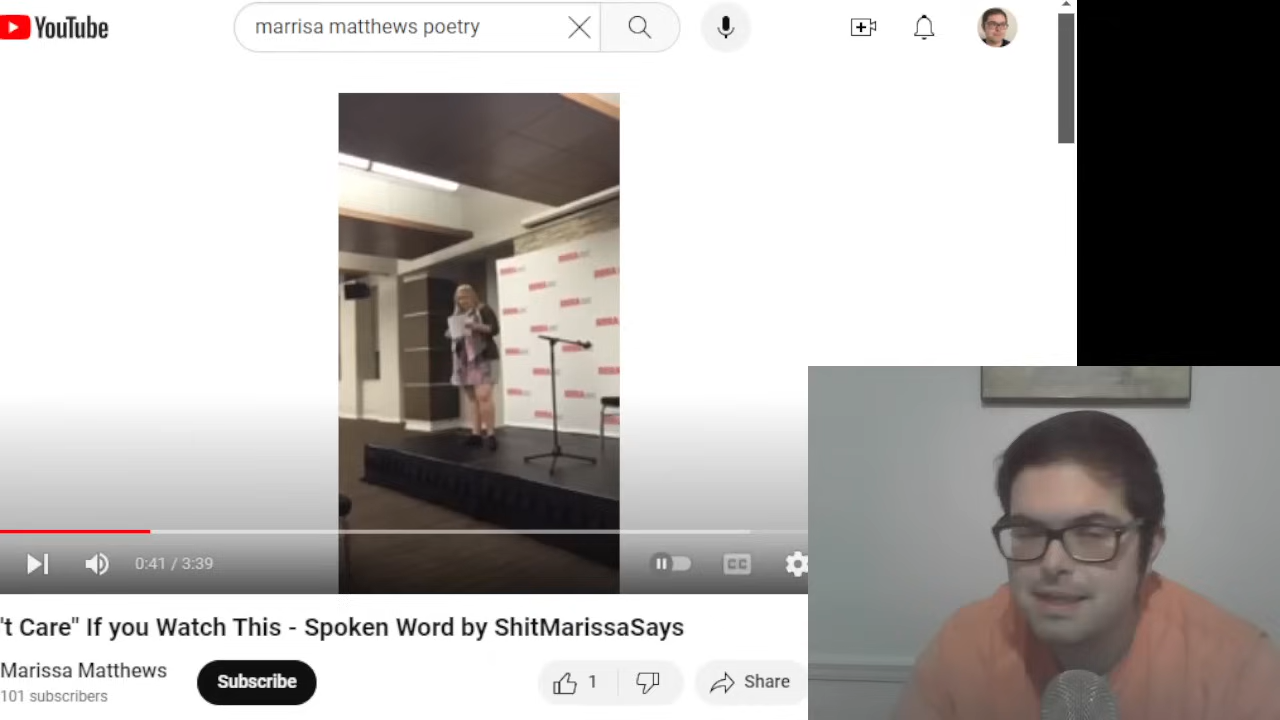 YouTube
marrisa matthews poetry
0:41 / 3:39
CC
't Care" If you Watch This - Spoken Word by ShitMarissaSays
Marissa Matthews
101 subscribers
Subscribe
1
Share